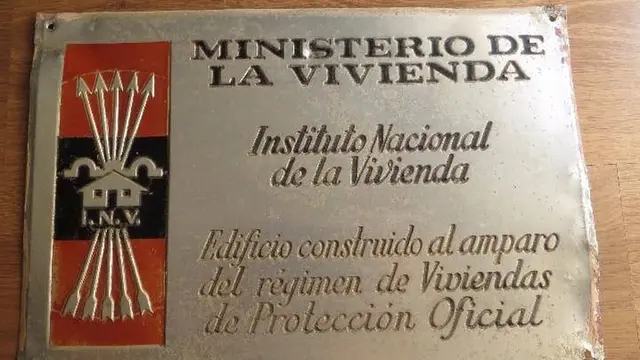 MINISTERIO DE
LA VIVIENDA
Instituto Nacional
de la Vivienda
I.N.V.
Edificio construido al amparo
del régimen de Viviendas
de Protección Oficial